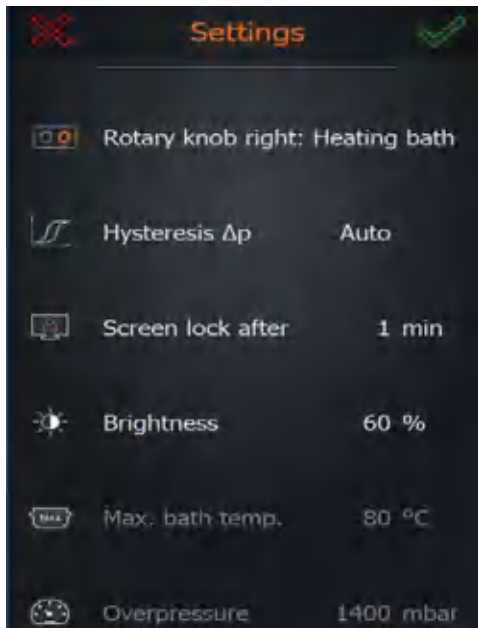 Settings
Rotary knob right: Heating bath
Hysteresis Δp Auto
Screen lock after 1 min
Brightness 60 %
Max. bath temp. 80 °C
Overpressure 1400 mbar